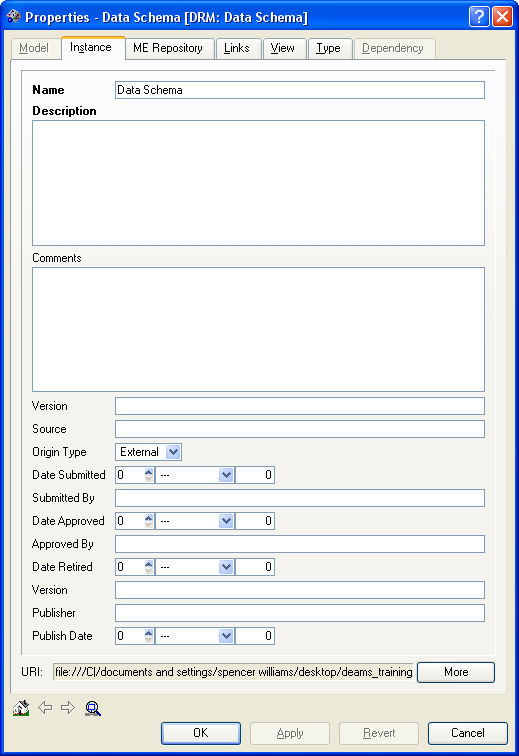 Properties - Data Schema [DRM: Data Schema]
Model Instance ME Repository Links View Type Dependency
Name Data Schema
Description
Comments
Version
Source
Origin Type External
Date Submitted 0 --- 0
Submitted By
Date Approved 0 --- 0
Approved By
Date Retired 0 --- 0
Version
Publisher
Publish Date 0 --- 0
URI: file:///C|/documents and settings/spencer williams/desktop/deams_training More
OK Apply Revert Cancel